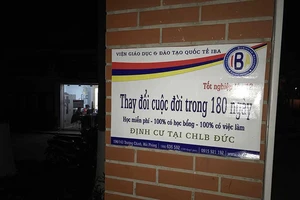 VIỆN GIÁO DỤC & ĐÀO TẠO QUỐC TẾ IBA
IB
Tốt nghiệp
Thay đổi cuộc đời trong 180 ngày
Học miễn phí - 100% có học bổng - 100% có việc làm
ĐỊNH CƯ TẠI CHLB ĐỨC